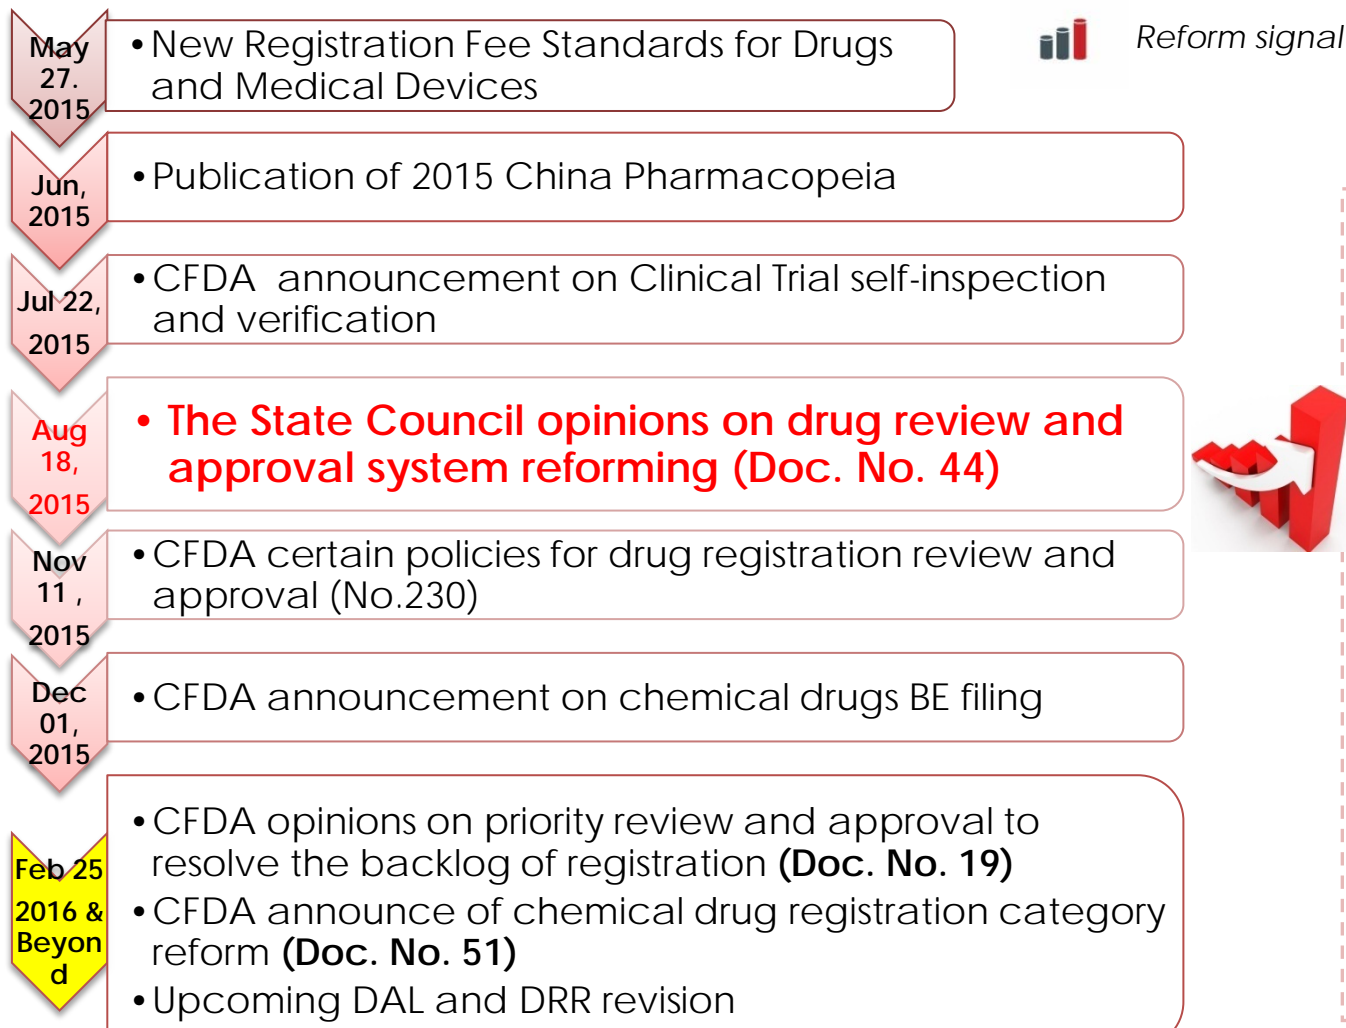 May
27.
2015
• New Registration Fee Standards for Drugs
and Medical Devices
Reform signal
Jun,
2015
• Publication of 2015 China Pharmacopeia
Jul 22,
2015
• CFDA announcement on Clinical Trial self-inspection
and verification
Aug
18,
2015
• The State Council opinions on drug review and
approval system reforming (Doc. No. 44)
Nov
11 ,
2015
• CFDA certain policies for drug registration review and
approval (No.230)
Dec
01,
2015
• CFDA announcement on chemical drugs BE filing
Feb 25
2016 &
Beyon
d
• CFDA opinions on priority review and approval to
resolve the backlog of registration (Doc. No. 19)
• CFDA announce of chemical drug registration category
reform (Doc. No. 51)
• Upcoming DAL and DRR revision